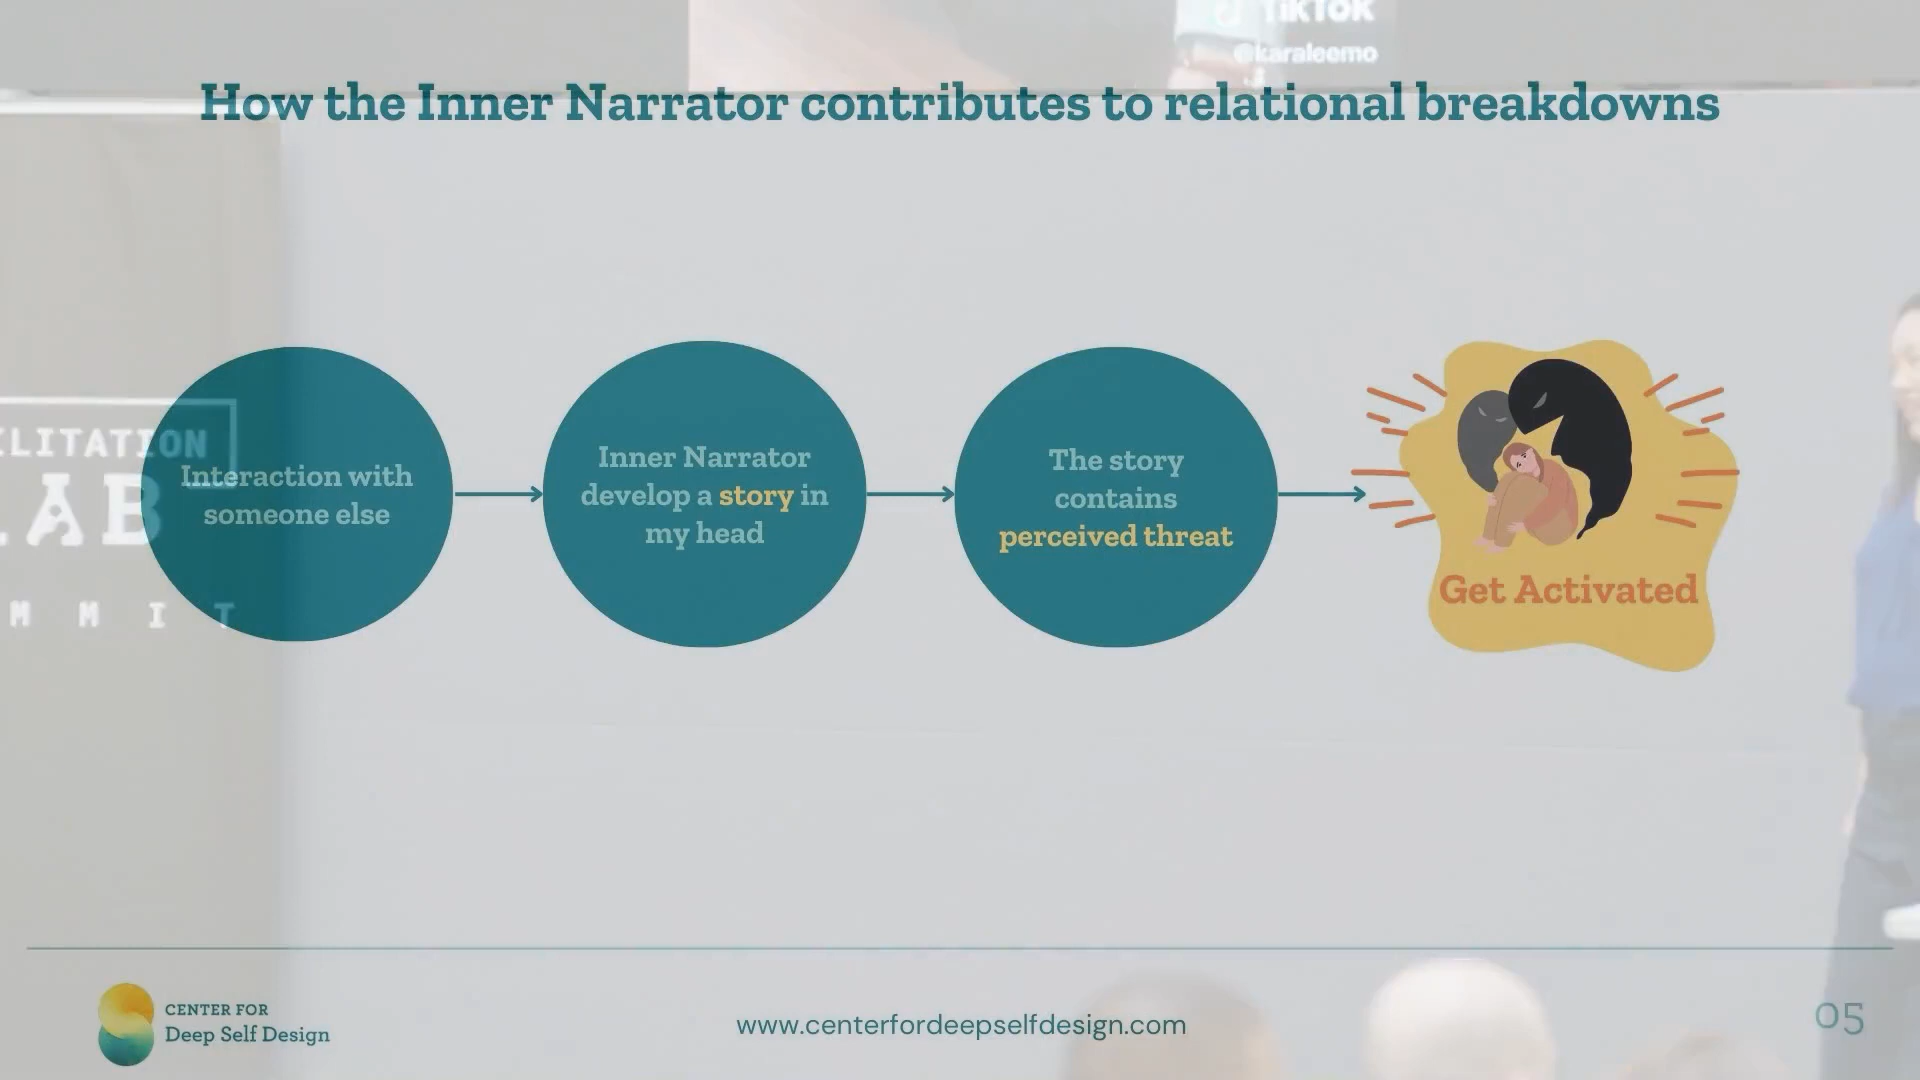 TikTok
@karaleemo
How the Inner Narrator contributes to relational breakdowns
ILITATION
LAB
M M I T
Interaction with
someone else
Inner Narrator
develop a story in
my head
The story
contains
perceived threat
Get Activated
CENTER FOR
Deep Self Design
www.centerfordeepselfdesign.com
05